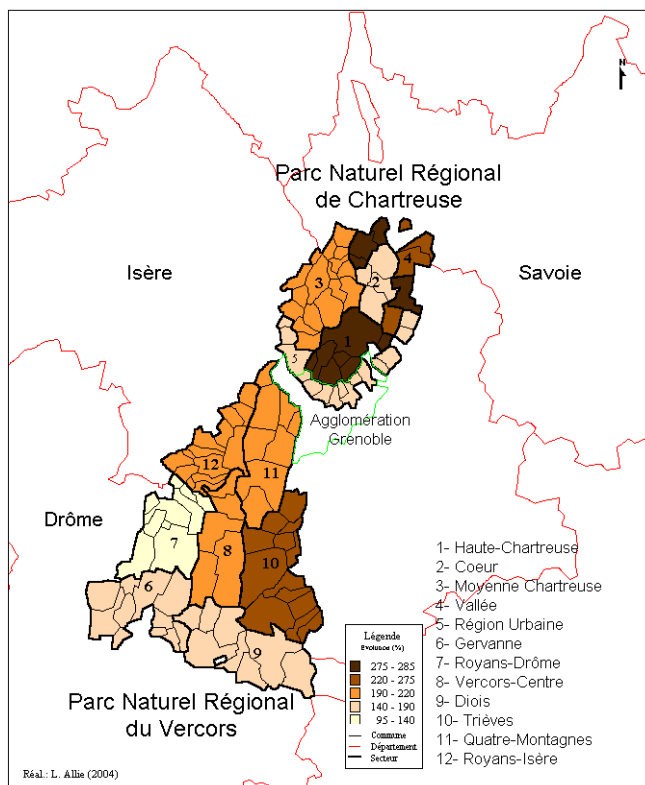 N
Parc Naturel Régional
de Chartreuse
Isère
Savoie
4
2
3
1
5
Agglomération
Grenoble
12
11
Drôme
7
8
10
6
9
Parc Naturel Régional
du Vercors
1- Haute-Chartreuse
2- Coeur
3- Moyenne Chartreuse
4- Vallée
5- Région Urbaine
6- Gervanne
7- Royans-Drôme
8- Vercors-Centre
9- Diois
10- Trièves
11- Quatre-Montagnes
12- Royans-Isère
Légende
Evolution (%)
275 - 285
220 - 275
190 - 220
140 - 190
95 - 140
Commune
Département
Secteur
Réal.: L. Allie (2004)